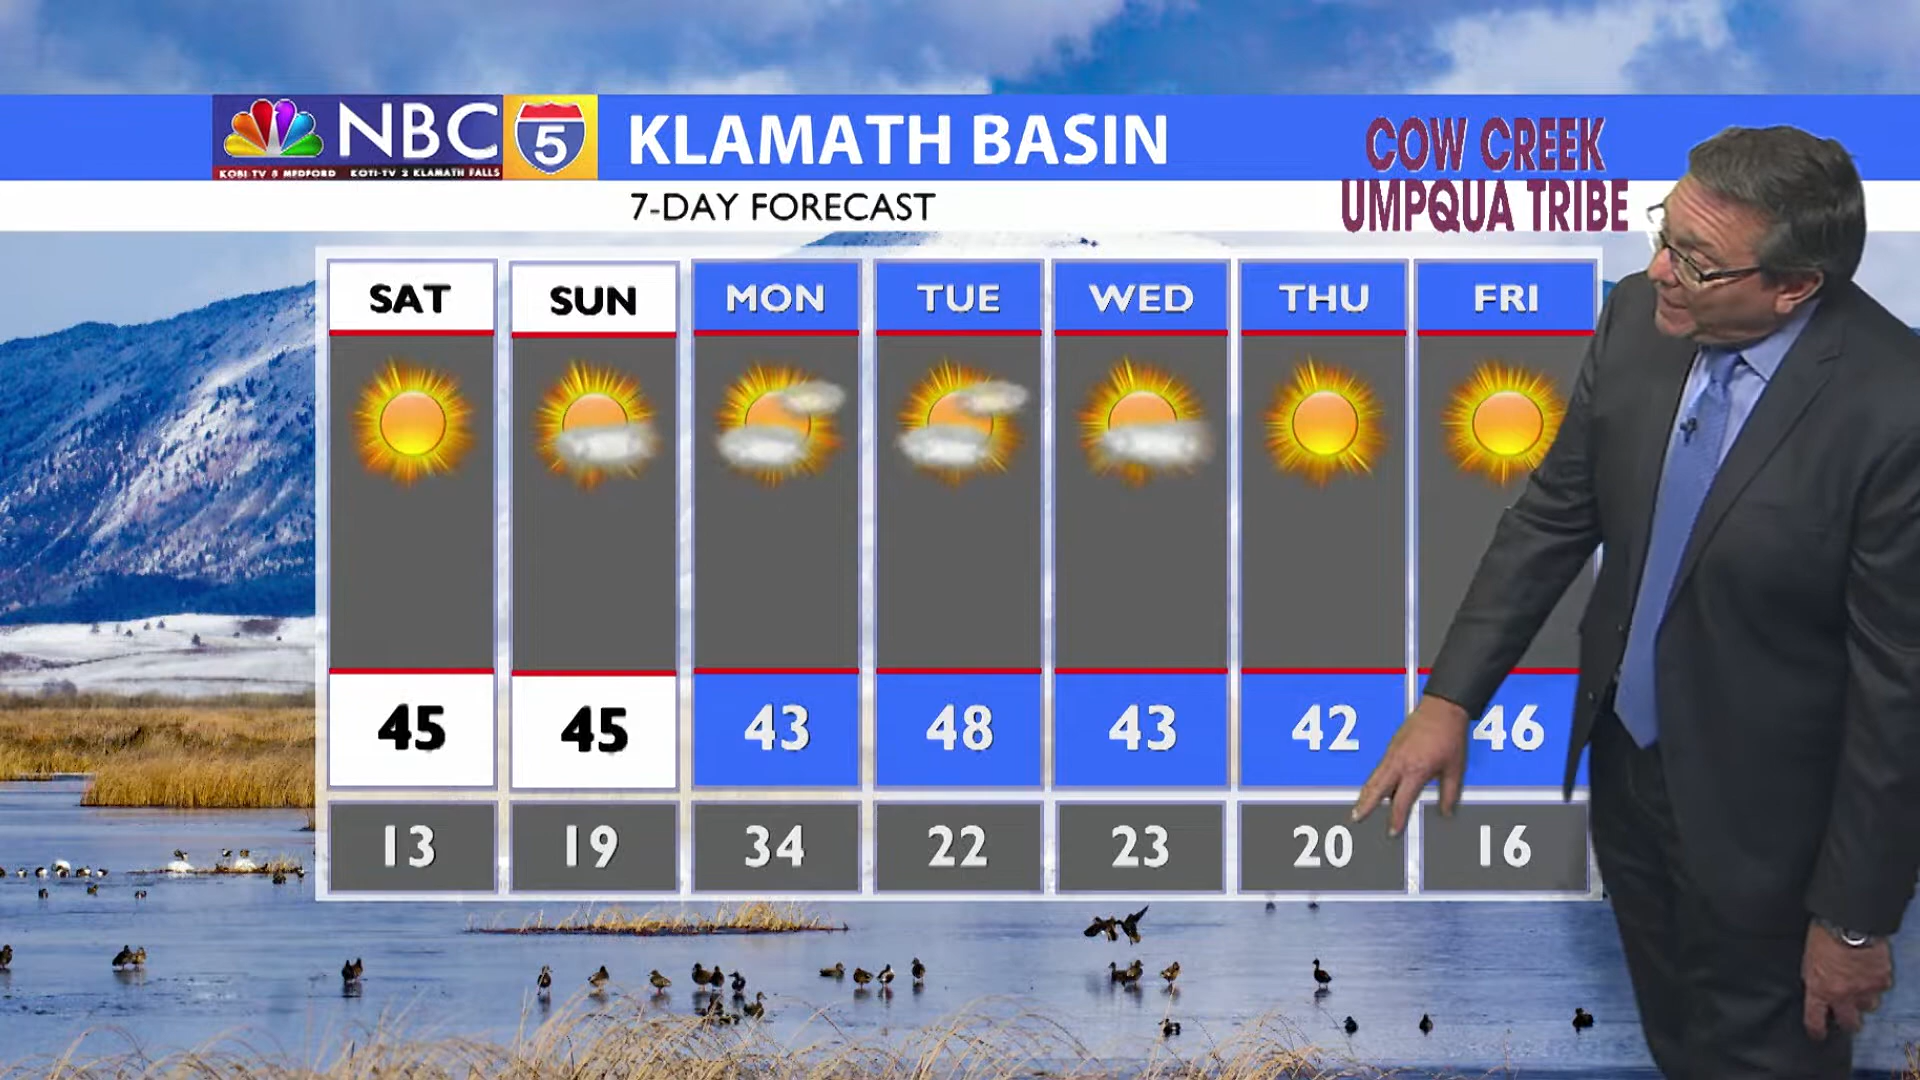 NBC 5
KOBI-TV 5 MEDFORD KOTI-TV 2 KLAMATH FALLS
KLAMATH BASIN
7-DAY FORECAST
COW CREEK
UMPQUA TRIBE
SAT SUN MON TUE WED THU FRI
45 45 43 48 43 42 46
13 19 34 22 23 20 16